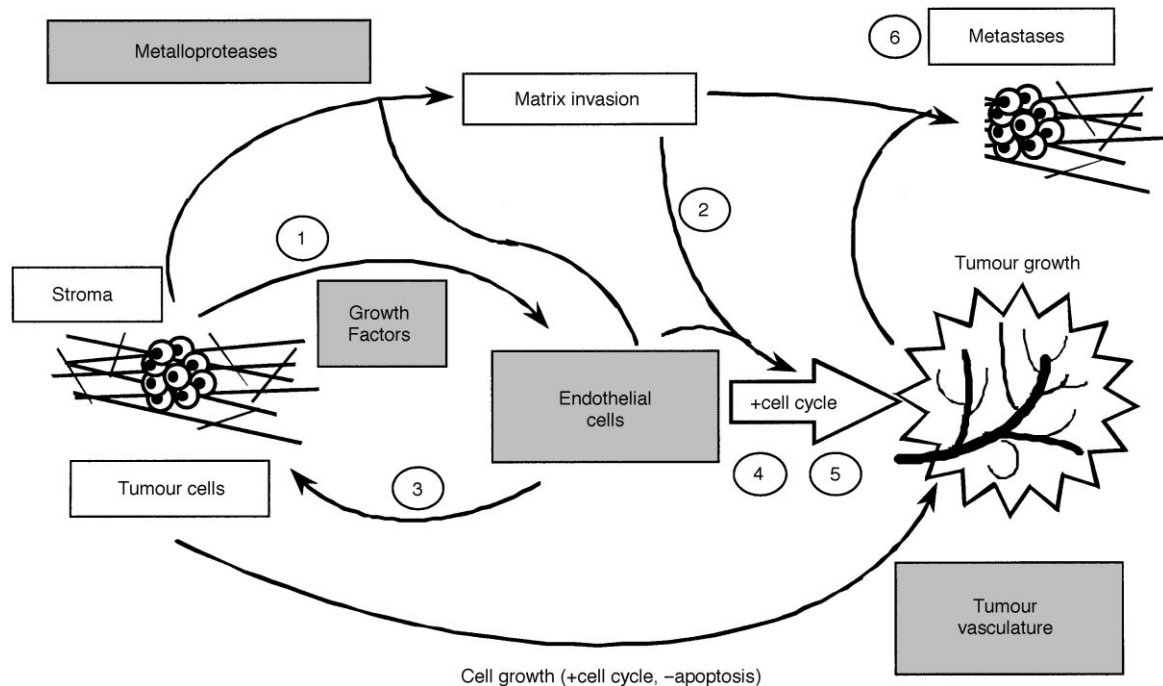 Metalloproteases
6
Metastases
Matrix invasion
2
1
Tumour growth
Stroma
Growth
Factors
Endothelial
cells
+cell cycle
Tumour cells
3
4
5
Tumour
vasculature
Cell growth (+cell cycle, −apoptosis)